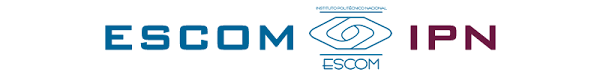 INSTITUTO POLITÉCNICO NACIONAL
ESCOM IPN
ESCOM